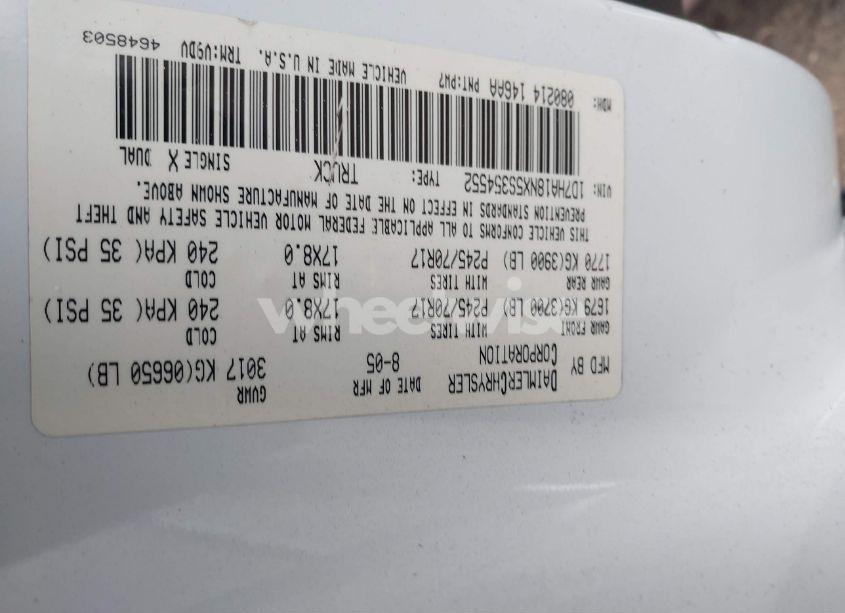 MFD BY DAIMLERCHRYSLER CORPORATION DATE OF MFR 8-05 GVWR 3017 KG(06650 LB)
GAWR FRONT WITH TIRES RIMS AT COLD
1679 KG(3700 LB) P245/70R17 17X8.0 240 KPA( 35 PSI)
GAWR REAR WITH TIRES RIMS AT COLD
1770 KG(3900 LB) P245/70R17 17X8.0 240 KPA( 35 PSI)
THIS VEHICLE CONFORMS TO ALL APPLICABLE FEDERAL MOTOR VEHICLE SAFETY AND THEFT
PREVENTION STANDARDS IN EFFECT ON THE DATE OF MANUFACTURE SHOWN ABOVE.
VIN: 1D7HA18NX5S354552 TYPE: TRUCK SINGLE X DUAL
MDH: 080214 146AA PNT:PW7 VEHICLE MADE IN U.S.A. TRM:V9DV 4648503